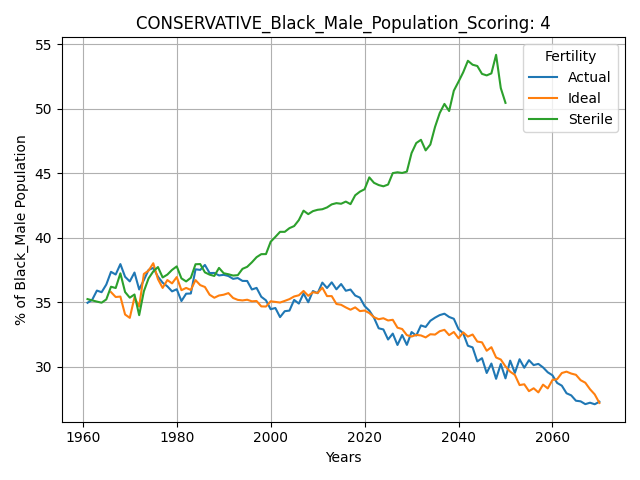 CONSERVATIVE_Black_Male_Population_Scoring: 4
% of Black_Male Population
55
50
45
40
35
30
Fertility
Actual
Ideal
Sterile
1960 1980 2000 2020 2040 2060
Years